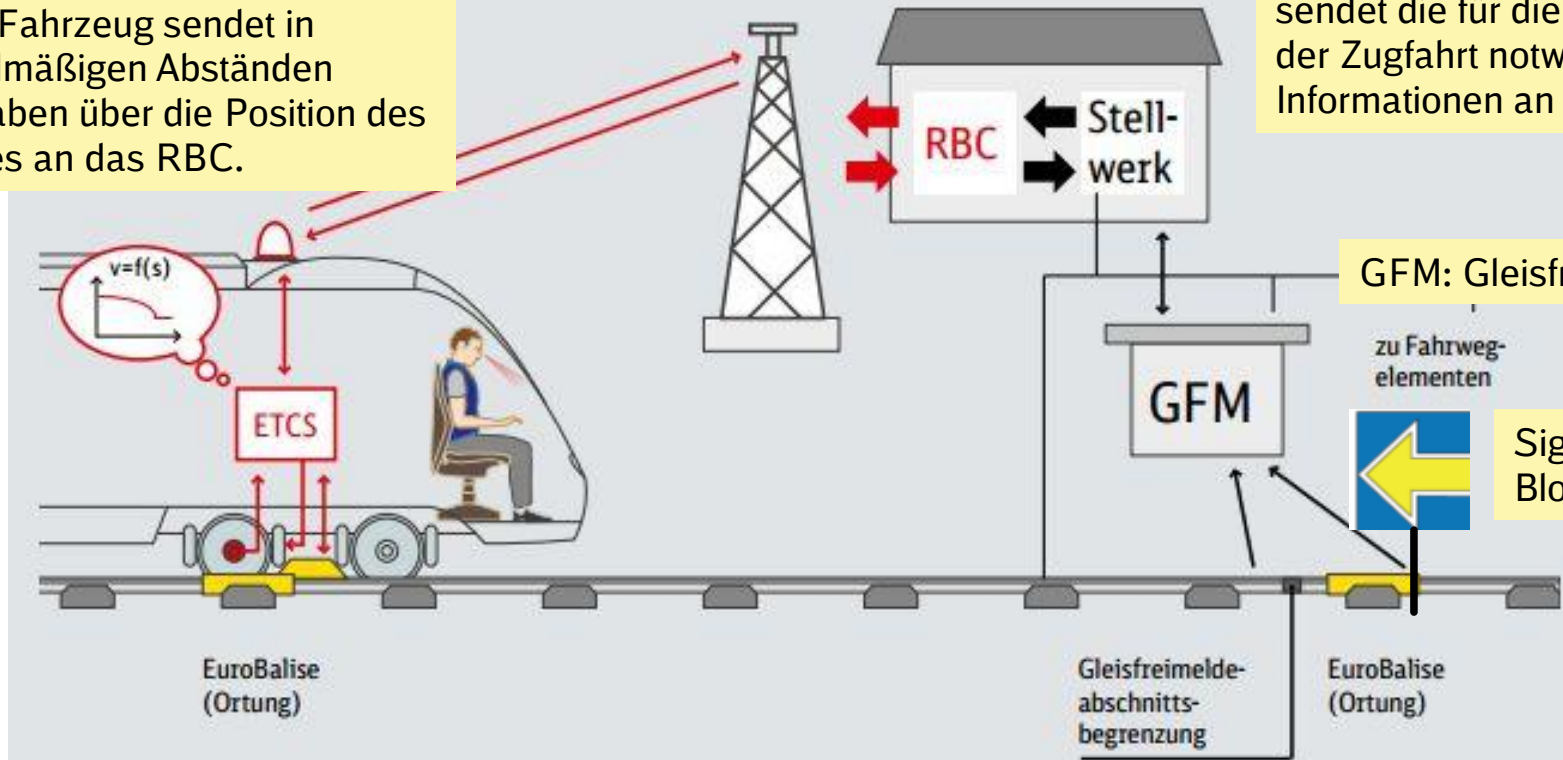 Fahrzeug sendet in
lmäßigen Abständen
aben über die Position des
es an das RBC.
sendet die für die
der Zugfahrt notw
Informationen an
RBC
Stell-
werk
v=f(s)
GFM: Gleisfr
zu Fahrweg-
elementen
ETCS
GFM
Sig
Blo
EuroBalise
(Ortung)
Gleisfreimelde-
abschnitts-
begrenzung
EuroBalise
(Ortung)